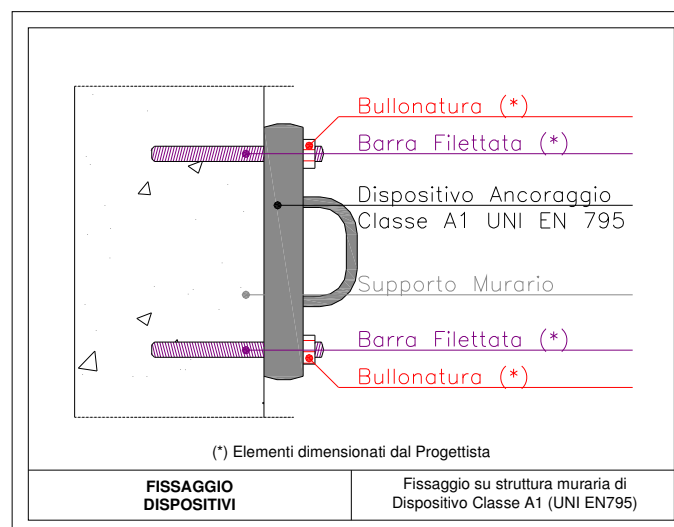 Bullonatura (*)
Barra Filettata (*)
Dispositivo Ancoraggio
Classe A1 UNI EN 795
Supporto Murario
Barra Filettata (*)
Bullonatura (*)
(*) Elementi dimensionati dal Progettista
FISSAGGIO
DISPOSITIVI
Fissaggio su struttura muraria di
Dispositivo Classe A1 (UNI EN795)